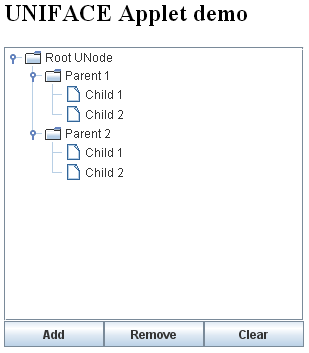 UNIFACE Applet demo
Root UNode
Parent 1
Child 1
Child 2
Parent 2
Child 1
Child 2
Add Remove Clear